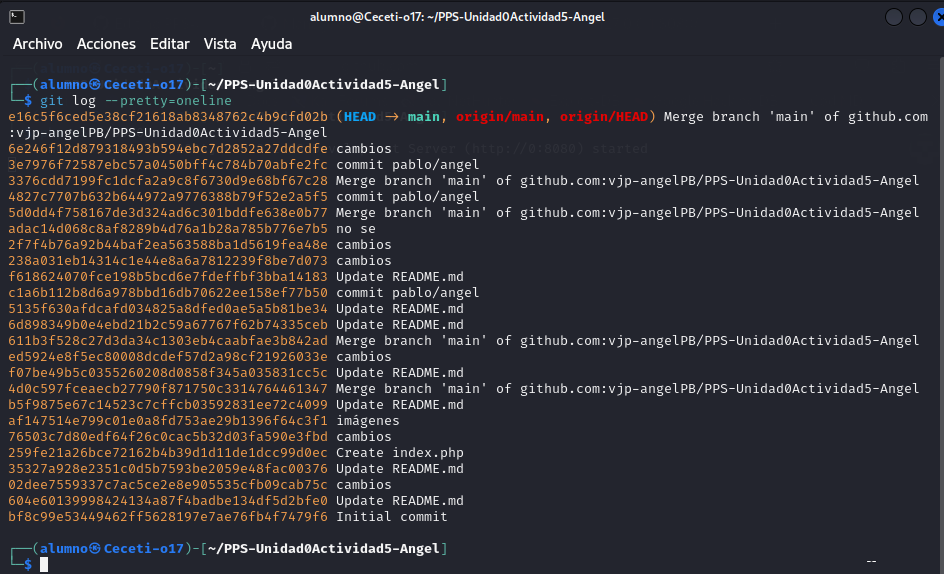 alumno@Ceceti-o17: ~/PPS-Unidad0Actividad5-Angel
Archivo Acciones Editar Vista Ayuda
┌──(alumno㉿Ceceti-o17)-[~/PPS-Unidad0Actividad5-Angel]
└─$ git log --pretty=oneline
e16c5f6ced5e38cf21618ab8348762c4b9cfd02b (HEAD -> main, origin/main, origin/HEAD) Merge branch 'main' of github.com
:vjp-angelPB/PPS-Unidad0Actividad5-Angel
6e246f12d879318493b594ebc7d2852a27ddcdfe cambios
3e7976f72587ebc57a0450bff4c784b70abfe2fc commit pablo/angel
3376cdd7199fc1dcfa2a9c8f6730d9e68bf67c28 Merge branch 'main' of github.com:vjp-angelPB/PPS-Unidad0Actividad5-Angel
4827c7707b632b644972a9776388b79f52e2a5f5 commit pablo/angel
5d0dd4f758167de3d324ad6c301bddfe638e0b77 Merge branch 'main' of github.com:vjp-angelPB/PPS-Unidad0Actividad5-Angel
adac14d068c8af8289b4d76a1b28a785b776e7b5 no se
2f7f4b76a92b44baf2ea563588ba1d5619fea48e cambios
238a031eb14314c1e44e8a6a7812239f8be7d073 cambios
f618624070fce198b5bcd6e7fdeffbf3bba14183 Update README.md
c1a6b112b8d6a978bbd16db70622ee158ef77b50 commit pablo/angel
5135f630afdcafd034825a8dfed0ae5a5b81be34 Update README.md
6d898349b0e4ebd21b2c59a67767f62b74335ceb Update README.md
611b3f528c27d3da34c1303eb4caabfae3b842ad Merge branch 'main' of github.com:vjp-angelPB/PPS-Unidad0Actividad5-Angel
ed5924e8f5ec80008dcdef57d2a98cf21926033e cambios
f07be49b5c0355260208d0858f345a035831cc5c Update README.md
4d0c597fceaecb27790f871750c3314764461347 Merge branch 'main' of github.com:vjp-angelPB/PPS-Unidad0Actividad5-Angel
b5f9875e67c14523c7cffcb03592831ee72c4099 Update README.md
af147514e799c01e0a8fd753ae29b1396f64c3f1 imágenes
76503c7d80edf64f26c0cac5b32d03fa590e3fbd cambios
259fe21a26bce72162b4b39d1d11de1dcc99d0ec Create index.php
35327a928e2351c0d5b7593be2059e48fac00376 Update README.md
02dee7559337c7ac5ce2e8e905535cfb09cab75c cambios
604e60139998424134a87f4badbe134df5d2bfe0 Update README.md
bf8c99e53449462ff5628197e7ae76fb4f7479f6 Initial commit
┌──(alumno㉿Ceceti-o17)-[~/PPS-Unidad0Actividad5-Angel]
└─$